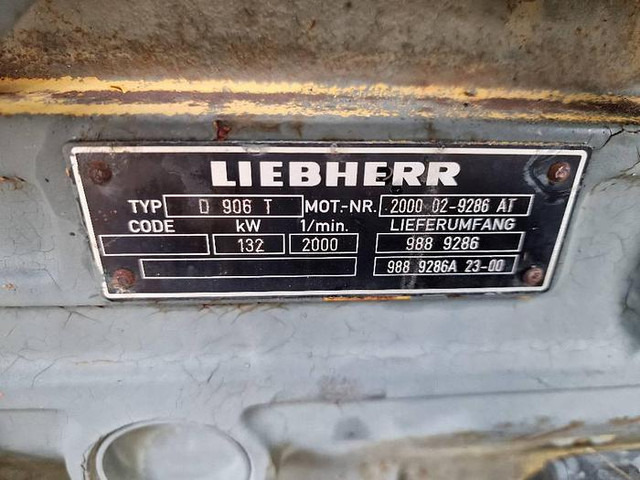 LIEBHERR
TYP D 906 T MOT.-NR. 2000 02-9286 AT
CODE kW 1/min. LIEFERUMFANG
132 2000 988 9286
988 9286A 23-00